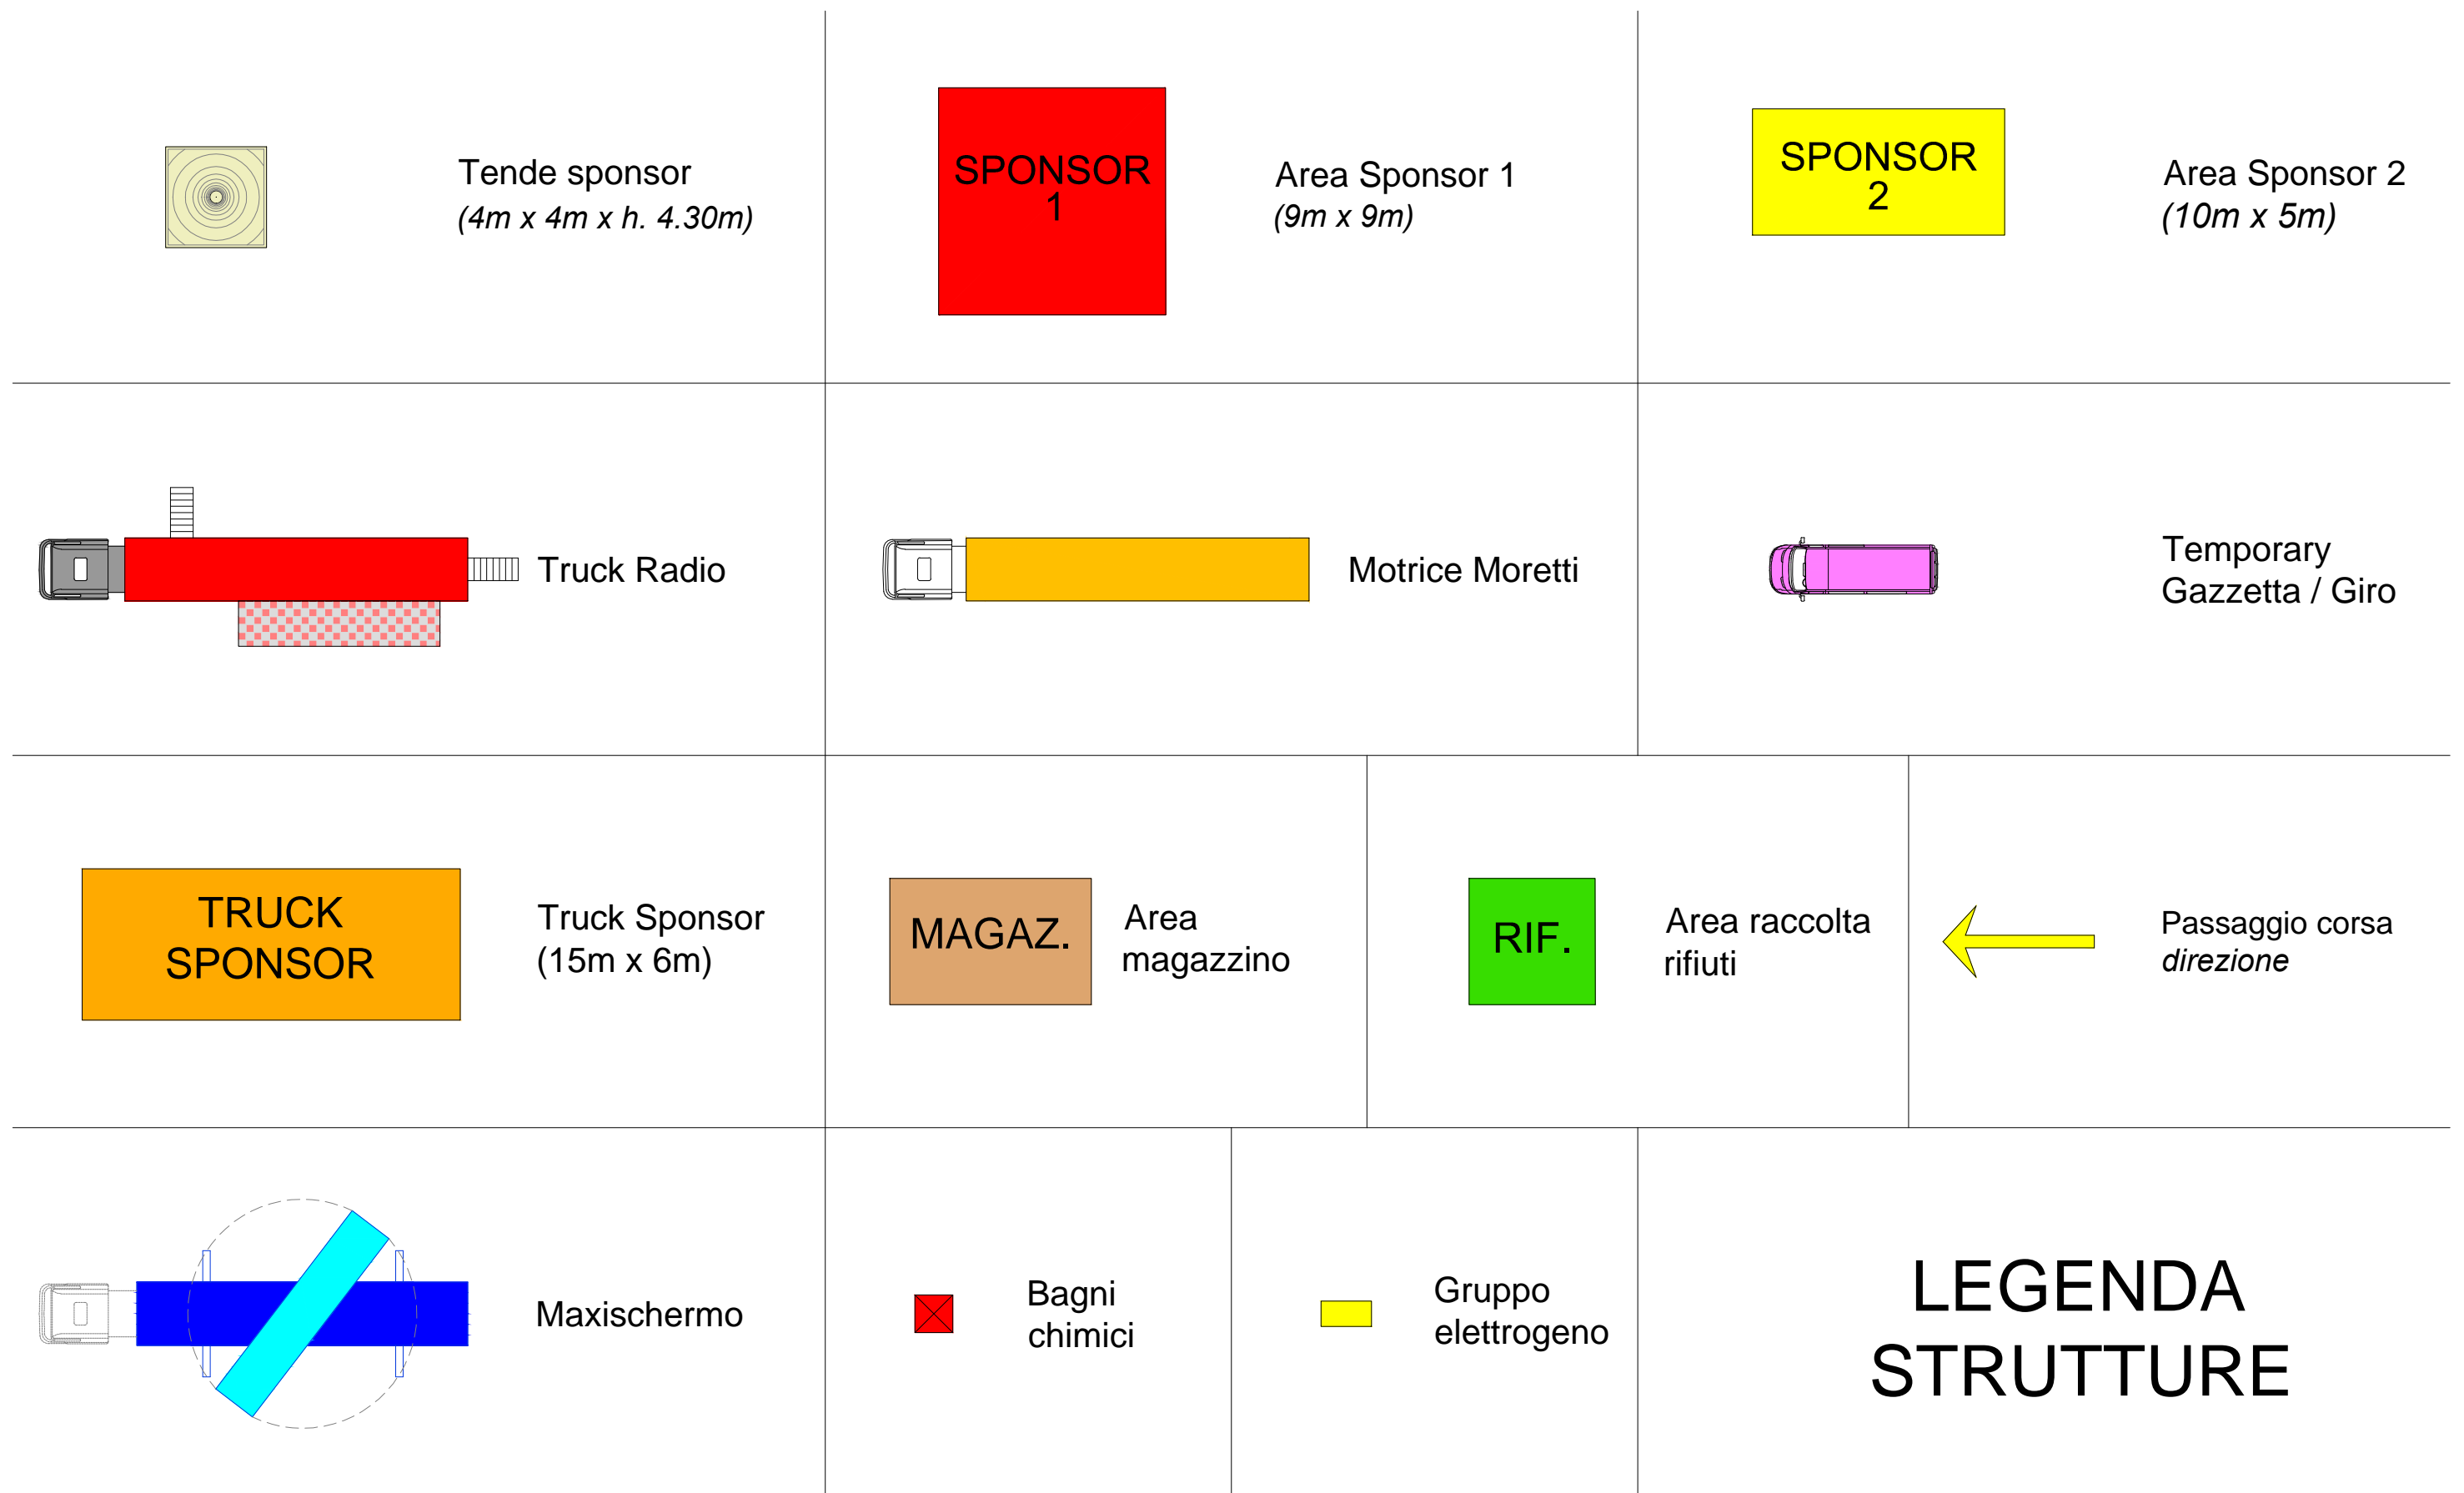 Tende sponsor
(4m x 4m x h. 4.30m)
SPONSOR
1
Area Sponsor 1
(9m x 9m)
SPONSOR
2
Area Sponsor 2
(10m x 5m)
Truck Radio
Motrice Moretti
Temporary
Gazzetta / Giro
TRUCK
SPONSOR
Truck Sponsor
(15m x 6m)
MAGAZ.
Area
magazzino
RIF.
Area raccolta
rifiuti
Passaggio corsa
direzione
Maxischermo
Bagni
chimici
Gruppo
elettrogeno
LEGENDA
STRUTTURE